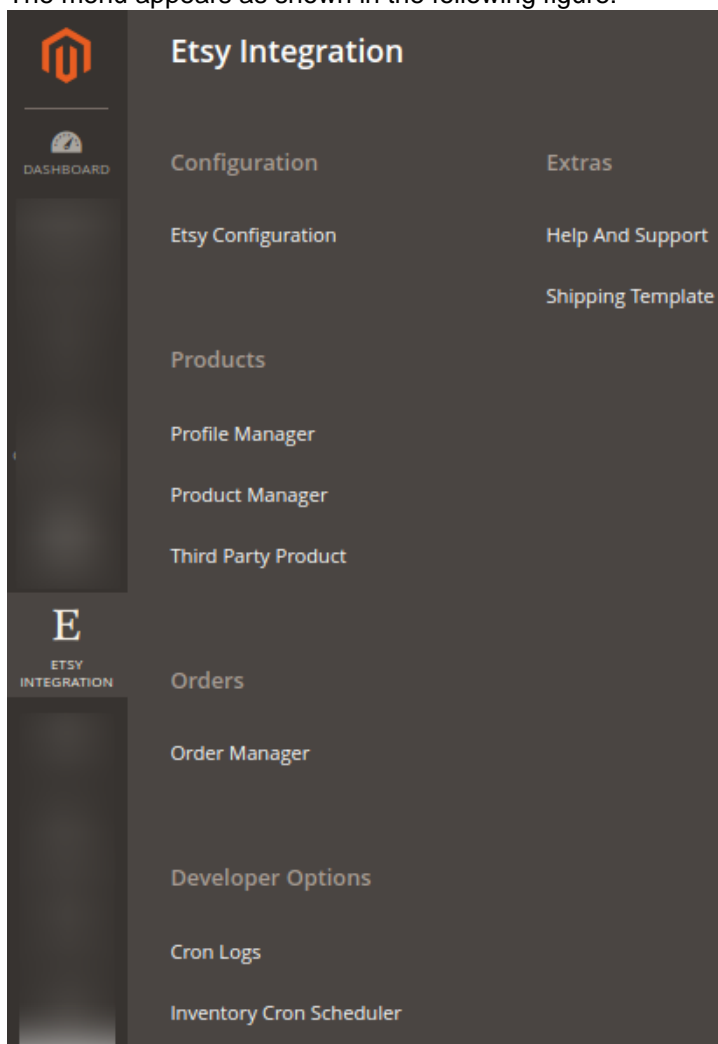 The menu appears as shown in the following figure.
Etsy Integration
DASHBOARD
Configuration
Etsy Configuration
Products
Profile Manager
Product Manager
Third Party Product
E
ETSY
INTEGRATION
Orders
Order Manager
Developer Options
Cron Logs
Inventory Cron Scheduler
Extras
Help And Support
Shipping Template